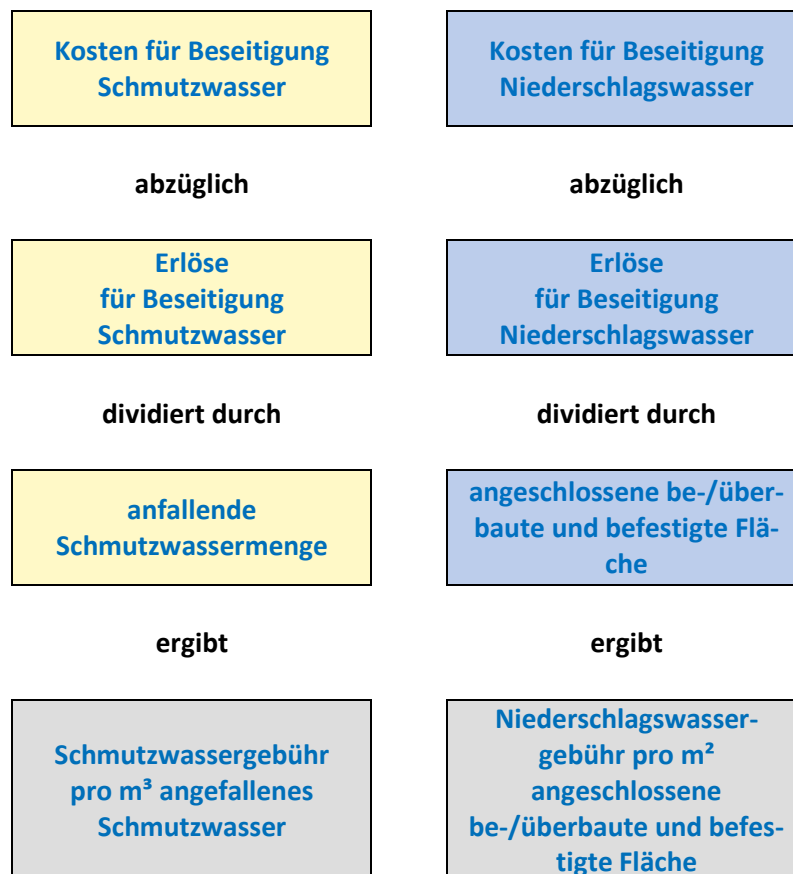 Kosten für Beseitigung
Schmutzwasser
abzüglich
Erlöse
für Beseitigung
Schmutzwasser
dividiert durch
anfallende
Schmutzwassermenge
ergibt
Schmutzwassergebühr
pro m³ angefallenes
Schmutzwasser
Kosten für Beseitigung
Niederschlagswasser
abzüglich
Erlöse
für Beseitigung
Niederschlagswasser
dividiert durch
angeschlossene be-/über-
baute und befestigte Flä-
che
ergibt
Niederschlagswasser-
gebühr pro m²
angeschlossene
be-/überbaute und befes-
tigte Fläche